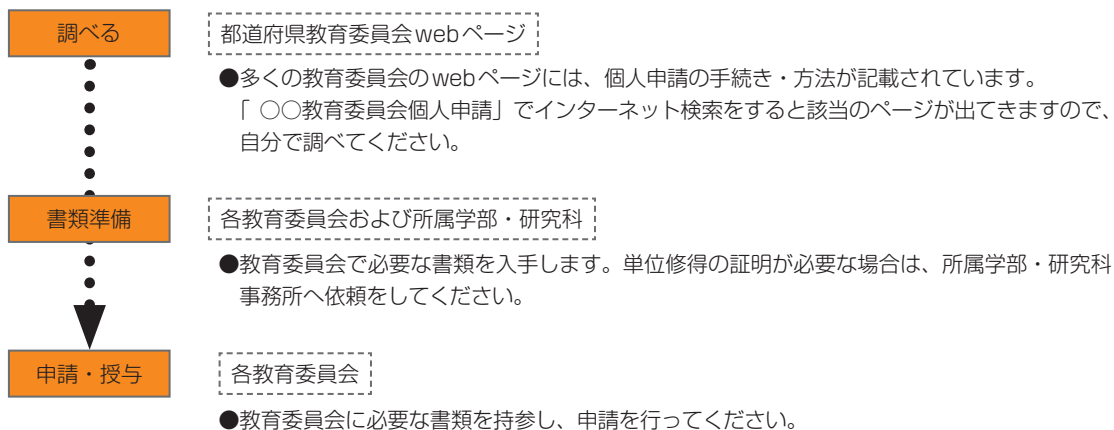 調べる
都道府県教育委員会webページ
●多くの教育委員会のwebページには、個人申請の手続き・方法が記載されています。
「 ○○教育委員会個人申請」でインターネット検索をすると該当のページが出てきますので、
自分で調べてください。
書類準備
各教育委員会および所属学部・研究科
●教育委員会で必要な書類を入手します。単位修得の証明が必要な場合は、所属学部・研究科
事務所へ依頼をしてください。
申請・授与
各教育委員会
●教育委員会に必要な書類を持参し、申請を行ってください。